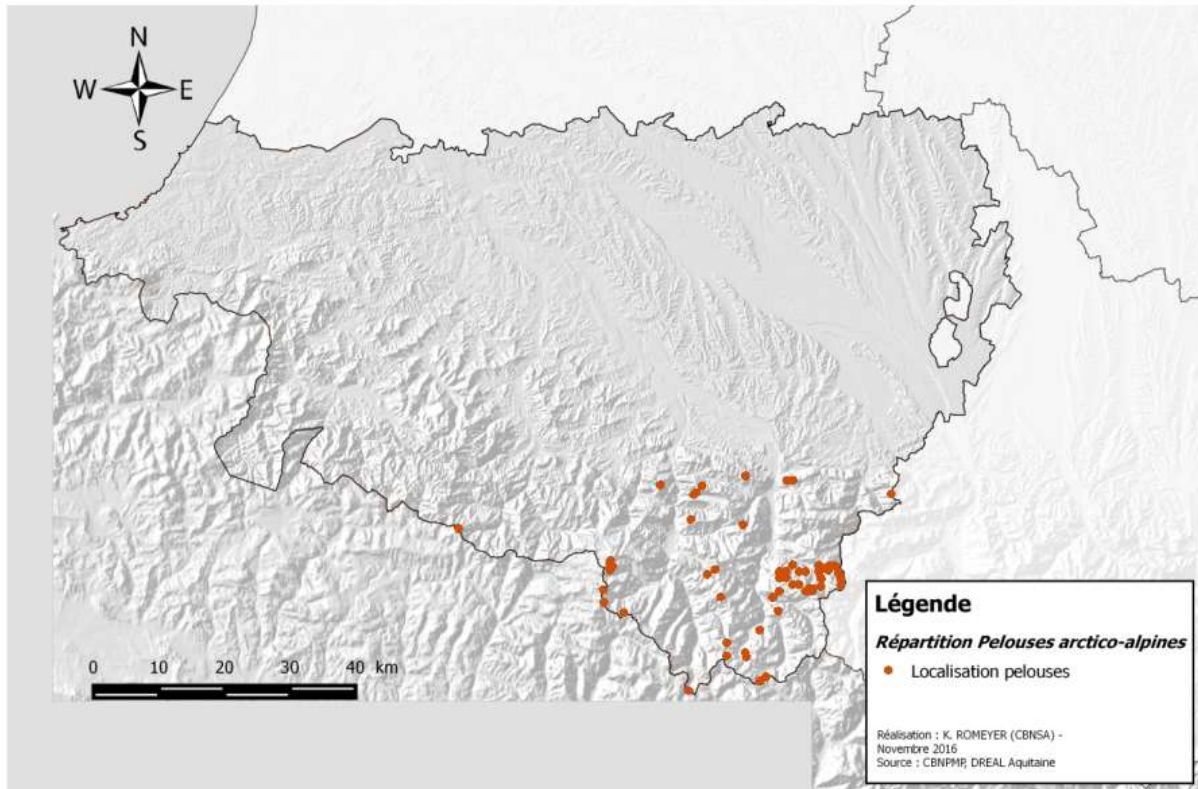 N
W E
S
0 10 20 30 40 km
Légende
Répartition Pelouses arctico-alpines
Localisation pelouses
Réalisation : K. ROMEYER (CBNSA) -
Novembre 2016
Source : CBNPMP, DREAL Aquitaine